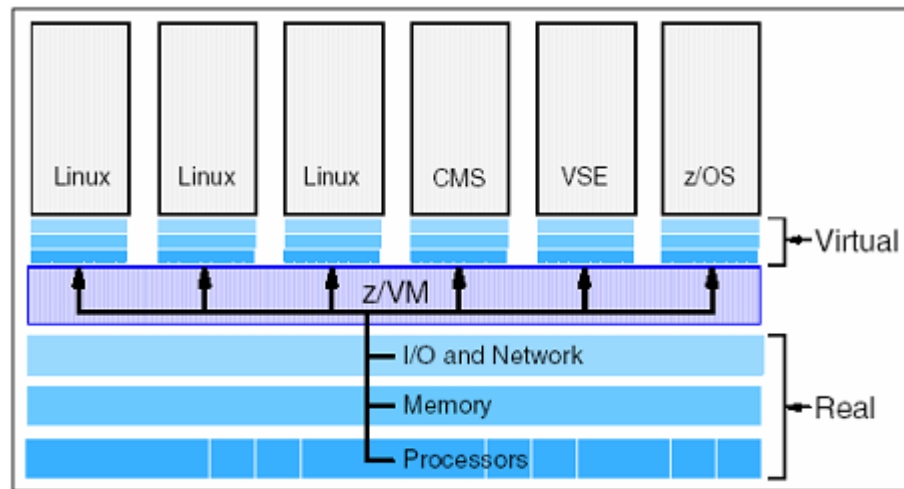 Linux Linux Linux CMS VSE z/OS
Virtual
z/VM
I/O and Network
Memory
Real
Processors